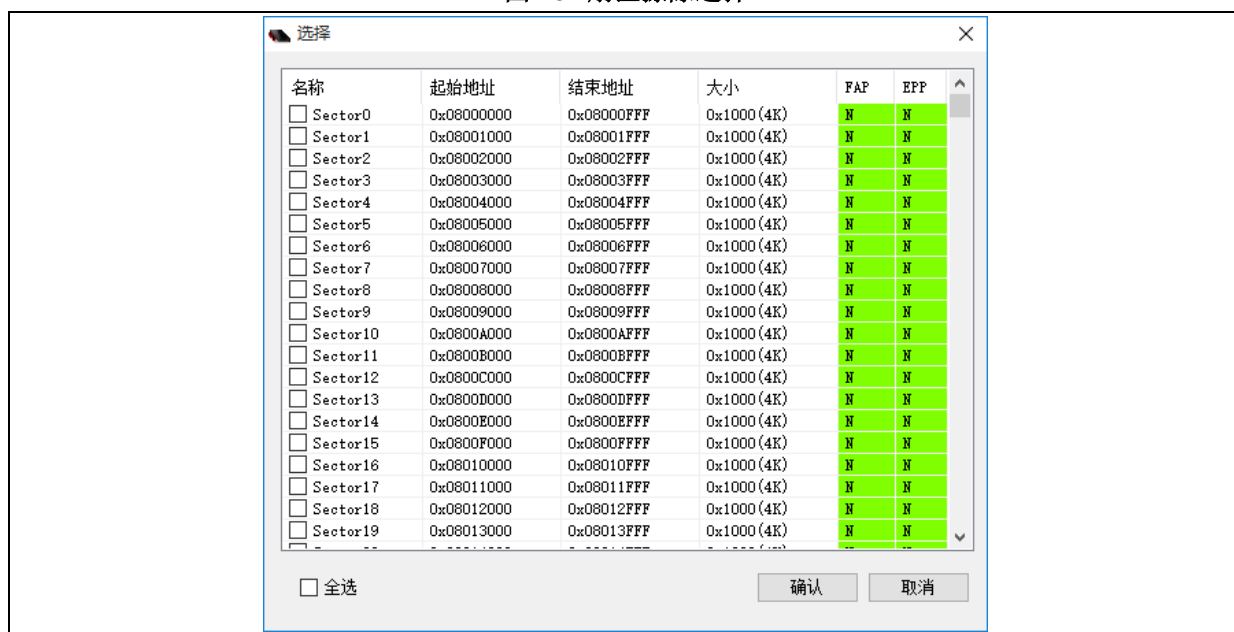 选择
名称 起始地址 结束地址 大小 FAP EPP
Sector0 0x08000000 0x08000FFF 0x1000(4K) N N
Sector1 0x08001000 0x08001FFF 0x1000(4K) N N
Sector2 0x08002000 0x08002FFF 0x1000(4K) N N
Sector3 0x08003000 0x08003FFF 0x1000(4K) N N
Sector4 0x08004000 0x08004FFF 0x1000(4K) N N
Sector5 0x08005000 0x08005FFF 0x1000(4K) N N
Sector6 0x08006000 0x08006FFF 0x1000(4K) N N
Sector7 0x08007000 0x08007FFF 0x1000(4K) N N
Sector8 0x08008000 0x08008FFF 0x1000(4K) N N
Sector9 0x08009000 0x08009FFF 0x1000(4K) N N
Sector10 0x0800A000 0x0800AFFF 0x1000(4K) N N
Sector11 0x0800B000 0x0800BFFF 0x1000(4K) N N
Sector12 0x0800C000 0x0800CFFF 0x1000(4K) N N
Sector13 0x0800D000 0x0800DFFF 0x1000(4K) N N
Sector14 0x0800E000 0x0800EFFF 0x1000(4K) N N
Sector15 0x0800F000 0x0800FFFF 0x1000(4K) N N
Sector16 0x08010000 0x08010FFF 0x1000(4K) N N
Sector17 0x08011000 0x08011FFF 0x1000(4K) N N
Sector18 0x08012000 0x08012FFF 0x1000(4K) N N
Sector19 0x08013000 0x08013FFF 0x1000(4K) N N
全选 确认 取消